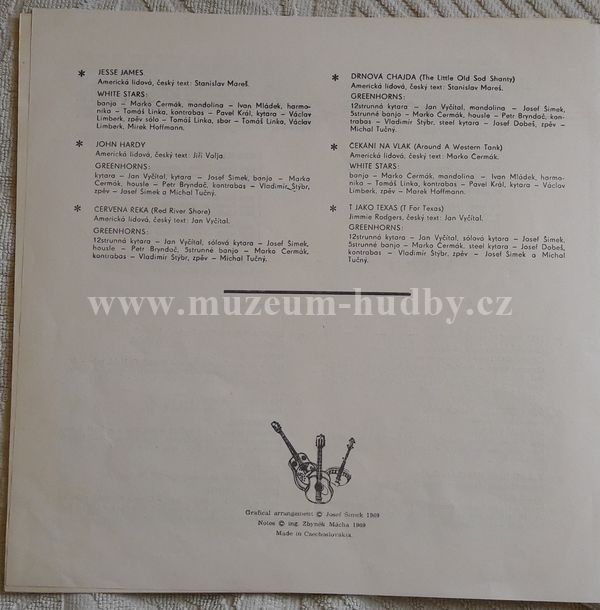 * JESSE JAMES
Americká lidová, český text: Stanislav Mareš.
WHITE STARS:
banjo – Marko Čermák, mandolina – Ivan Mládek, harmo-
nika – Tomáš Linka, kontrabas – Pavel Král, kytara – Václav
Limberk, zpěv sólo – Tomáš Linka, sbor – Tomáš Linka, Václav
Limberk, Mirek Hoffmann.
* JOHN HARDY
Americká lidová, český text: Jiří Valja.
GREENHORNS:
kytara – Jan Vyčítal, kytara – Josef Šimek, banjo – Marko
Čermák, housle – Petr Bryndač, kontrabas – Vladimír Stýbr,
zpěv – Josef Šimek a Michal Tučný.
* ČERVENÁ ŘEKA (Red River Shore)
Americká lidová, český text: Jan Vyčítal.
GREENHORNS:
12strunná kytara – Jan Vyčítal, sólová kytara – Josef Šimek,
housle – Petr Bryndač, 5strunné banjo – Marko Čermák,
kontrabas – Vladimír Stýbr, zpěv – Michal Tučný.
* DRNOVÁ CHAJDA (The Little Old Sod Shanty)
Americká lidová, český text: Stanislav Mareš.
GREENHORNS:
12strunná kytara – Jan Vyčítal, mandolina – Josef Šimek,
5strunné banjo – Marko Čermák, housle – Petr Bryndač, kon-
trabas – Vladimír Stýbr, steel kytara – Josef Dobeš, zpěv –
Michal Tučný.
* ČEKÁNÍ NA VLAK (Around A Western Tank)
Americká lidová, český text: Marko Čermák.
WHITE STARS:
banjo – Marko Čermák, mandolina – Ivan Mládek, harmo-
nika – Tomáš Linka, kontrabas – Pavel Král, kytara – Václav
Limberk, zpěv – Marek Hoffmann.
* T JAKO TEXAS (T For Texas)
Jimmie Rodgers, český text: Jan Vyčítal.
GREENHORNS:
12strunná kytara – Jan Vyčítal, sólová kytara – Josef Šimek,
5strunné banjo – Marko Čermák, steel kytara – Josef Dobeš,
kontrabas – Vladimír Stýbr, zpěv – Josef Šimek a Michal
Tučný.
www.muzeum-hudby.cz
Grafical arrangement © Josef Šimek 1969
Notes © ing. Zbyněk Mácha 1969
Made in Czechoslovakia.